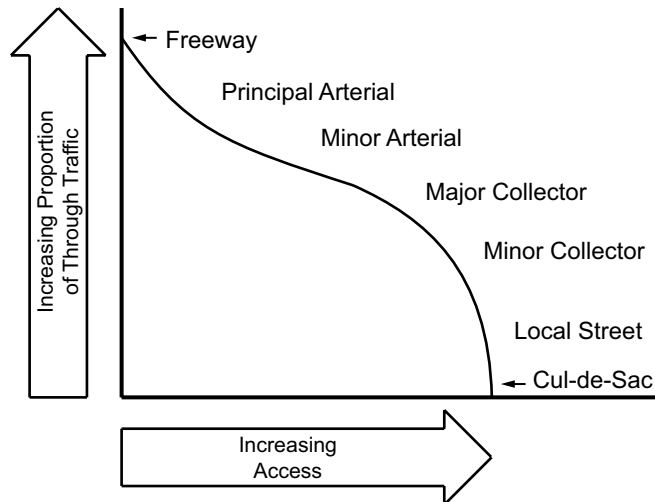 Freeway
Principal Arterial
Minor Arterial
Major Collector
Minor Collector
Local Street
Cul-de-Sac
Increasing Proportion
of Through Traffic
Increasing
Access